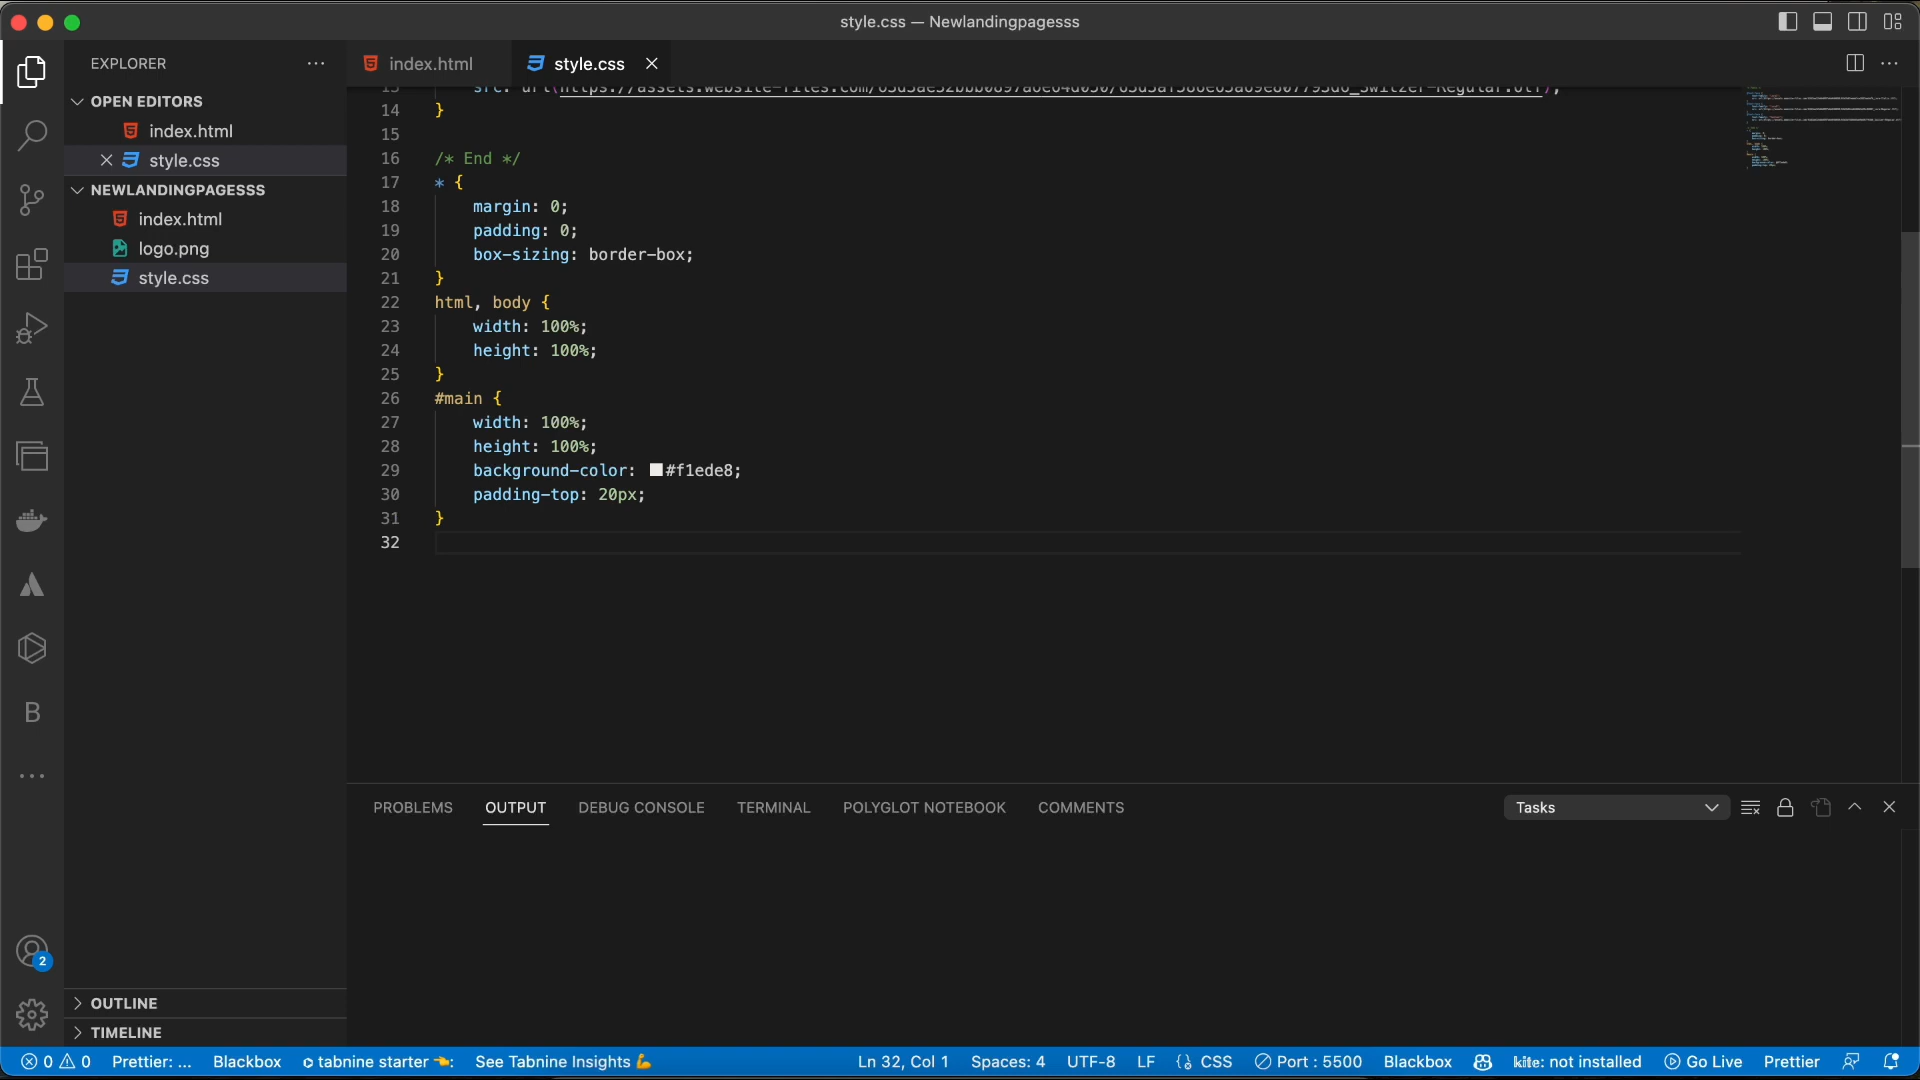 style.css — Newlandingpagesss
EXPLORER
index.html
style.css
OPEN EDITORS
index.html
style.css
NEWLANDINGPAGESSS
index.html
logo.png
style.css
14 }
15
16 /* End */
17 * {
18 margin: 0;
19 padding: 0;
20 box-sizing: border-box;
21 }
22 html, body {
23 width: 100%;
24 height: 100%;
25 }
26 #main {
27 width: 100%;
28 height: 100%;
29 background-color: #f1ede8;
30 padding-top: 20px;
31 }
32
PROBLEMS OUTPUT DEBUG CONSOLE TERMINAL POLYGLOT NOTEBOOK COMMENTS Tasks
B
2
OUTLINE
TIMELINE
0 0 Prettier: ... Blackbox tabnine starter : See Tabnine Insights Ln 32, Col 1 Spaces: 4 UTF-8 LF {} CSS Port : 5500 Blackbox kite: not installed Go Live Prettier